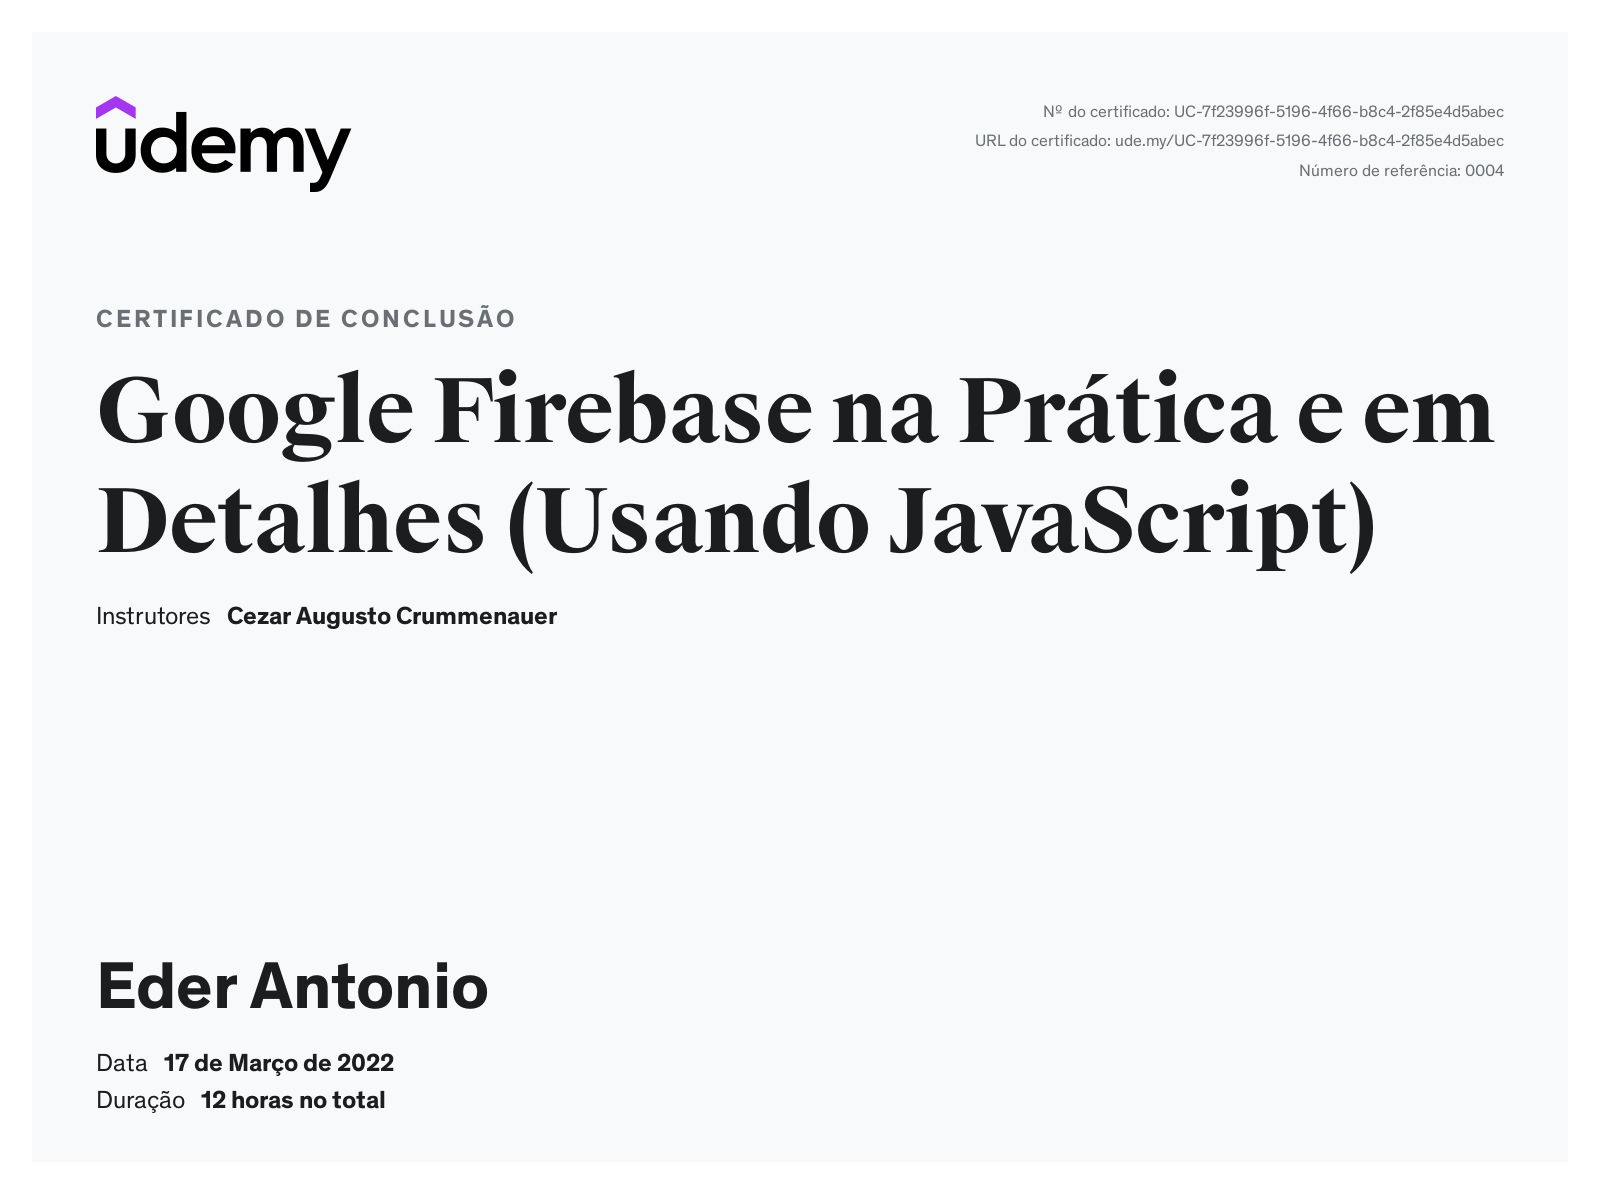 udemy
Nº do certificado: UC-7f23996f-5196-4f66-b8c4-2f85e4d5abec
URL do certificado: ude.my/UC-7f23996f-5196-4f66-b8c4-2f85e4d5abec
Número de referência: 0004
CERTIFICADO DE CONCLUSÃO
Google Firebase na Prática e em
Detalhes (Usando JavaScript)
Instrutores Cezar Augusto Crummenauer
Eder Antonio
Data 17 de Março de 2022
Duração 12 horas no total